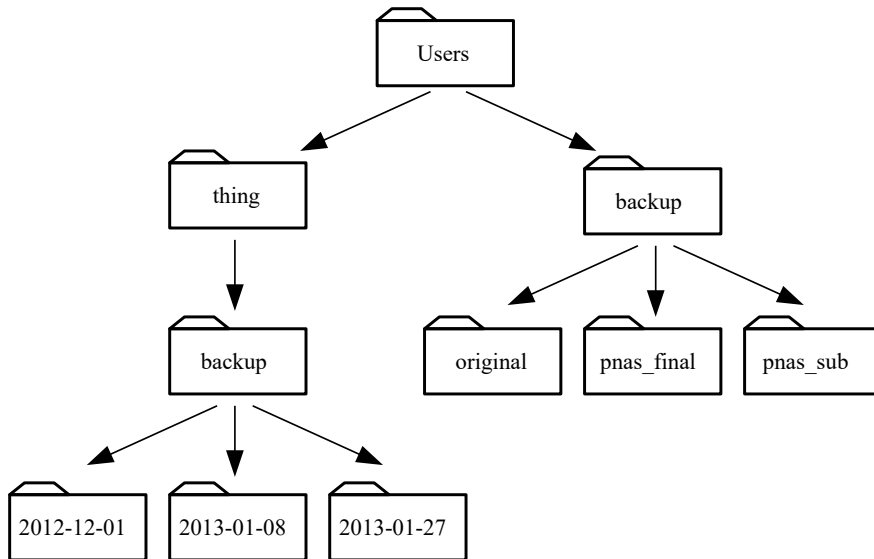 Users
thing
backup
backup
original
pnas_final
pnas_sub
2012-12-01
2013-01-08
2013-01-27